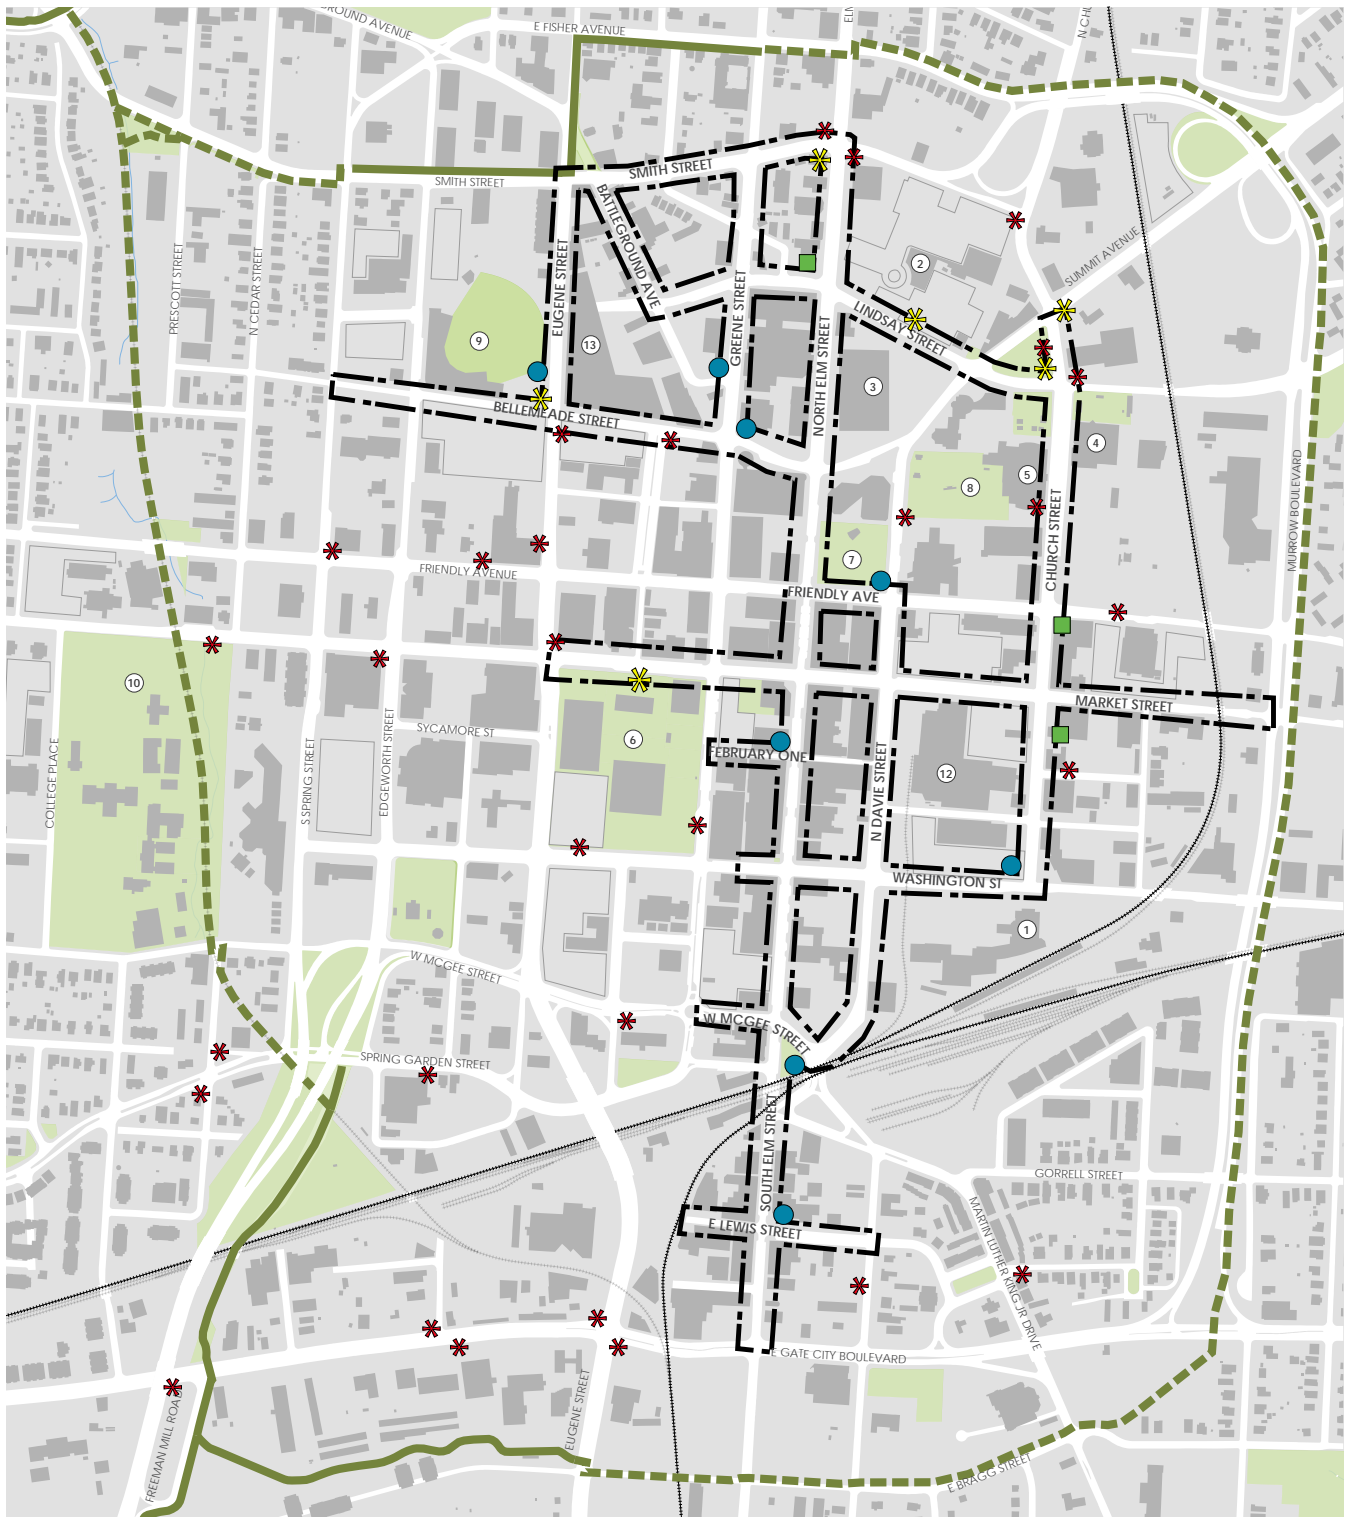 GROUND AVENUE
E FISHER AVENUE
ELM
N CHU
SMITH STREET
SMITH STREET
BATTLEGROUND AVE
PRESCOTT STREET
N CEDAR STREET
EUGENE STREET
GREENE STREET
2
SUMMIT AVENUE
LINDSAY STREET
NORTH ELM STREET
9
13
3
BELLEMEADE STREET
4
5
8
CHURCH STREET
MURROW BOULEVARD
7
FRIENDLY AVENUE
FRIENDLY AVE
10
MARKET STREET
SYCAMORE ST
6
FEBRUARY ONE
12
COLLEGE PLACE
S SPRING STREET
EDGEWORTH STREET
N DAVIE STREET
WASHINGTON ST
1
W MCGEE STREET
W MCGEE STREET
SPRING GARDEN STREET
SOUTH ELM STREET
GORRELL STREET
E LEWIS STREET
MARTIN LUTHER KING JR DRIVE
E GATE CITY BOULEVARD
FREEMAN MILL ROAD
EUGENE STREET
E BRAGG STREET